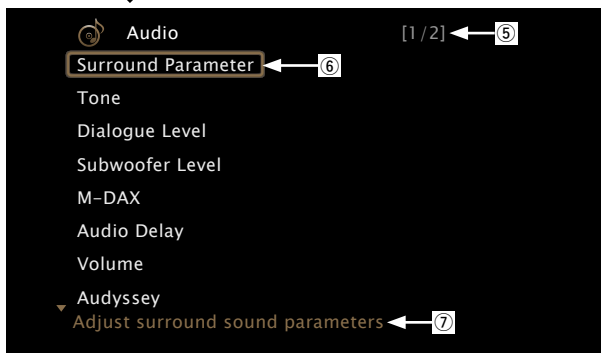 Audio [1/2] ⑤
Surround Parameter ⑥
Tone
Dialogue Level
Subwoofer Level
M-DAX
Audio Delay
Volume
Audyssey
Adjust surround sound parameters ⑦